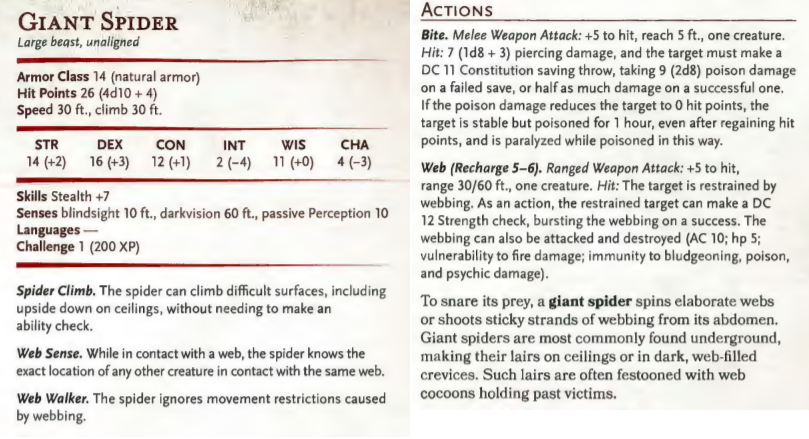 GIANT SPIDER
Large beast, unaligned
Armor Class 14 (natural armor)
Hit Points 26 (4d10 + 4)
Speed 30 ft., climb 30 ft.
STR DEX CON INT WIS CHA
14 (+2) 16 (+3) 12 (+1) 2 (−4) 11 (+0) 4 (−3)
Skills Stealth +7
Senses blindsight 10 ft., darkvision 60 ft., passive Perception 10
Languages —
Challenge 1 (200 XP)
Spider Climb. The spider can climb difficult surfaces, including
upside down on ceilings, without needing to make an
ability check.
Web Sense. While in contact with a web, the spider knows the
exact location of any other creature in contact with the same web.
Web Walker. The spider ignores movement restrictions caused
by webbing.
ACTIONS
Bite. Melee Weapon Attack: +5 to hit, reach 5 ft., one creature.
Hit: 7 (1d8 + 3) piercing damage, and the target must make a
DC 11 Constitution saving throw, taking 9 (2d8) poison damage
on a failed save, or half as much damage on a successful one.
If the poison damage reduces the target to 0 hit points, the
target is stable but poisoned for 1 hour, even after regaining hit
points, and is paralyzed while poisoned in this way.
Web (Recharge 5–6). Ranged Weapon Attack: +5 to hit,
range 30/60 ft., one creature. Hit: The target is restrained by
webbing. As an action, the restrained target can make a DC
12 Strength check, bursting the webbing on a success. The
webbing can also be attacked and destroyed (AC 10; hp 5;
vulnerability to fire damage; immunity to bludgeoning, poison,
and psychic damage).
To snare its prey, a giant spider spins elaborate webs
or shoots sticky strands of webbing from its abdomen.
Giant spiders are most commonly found underground,
making their lairs on ceilings or in dark, web-filled
crevices. Such lairs are often festooned with web
cocoons holding past victims.